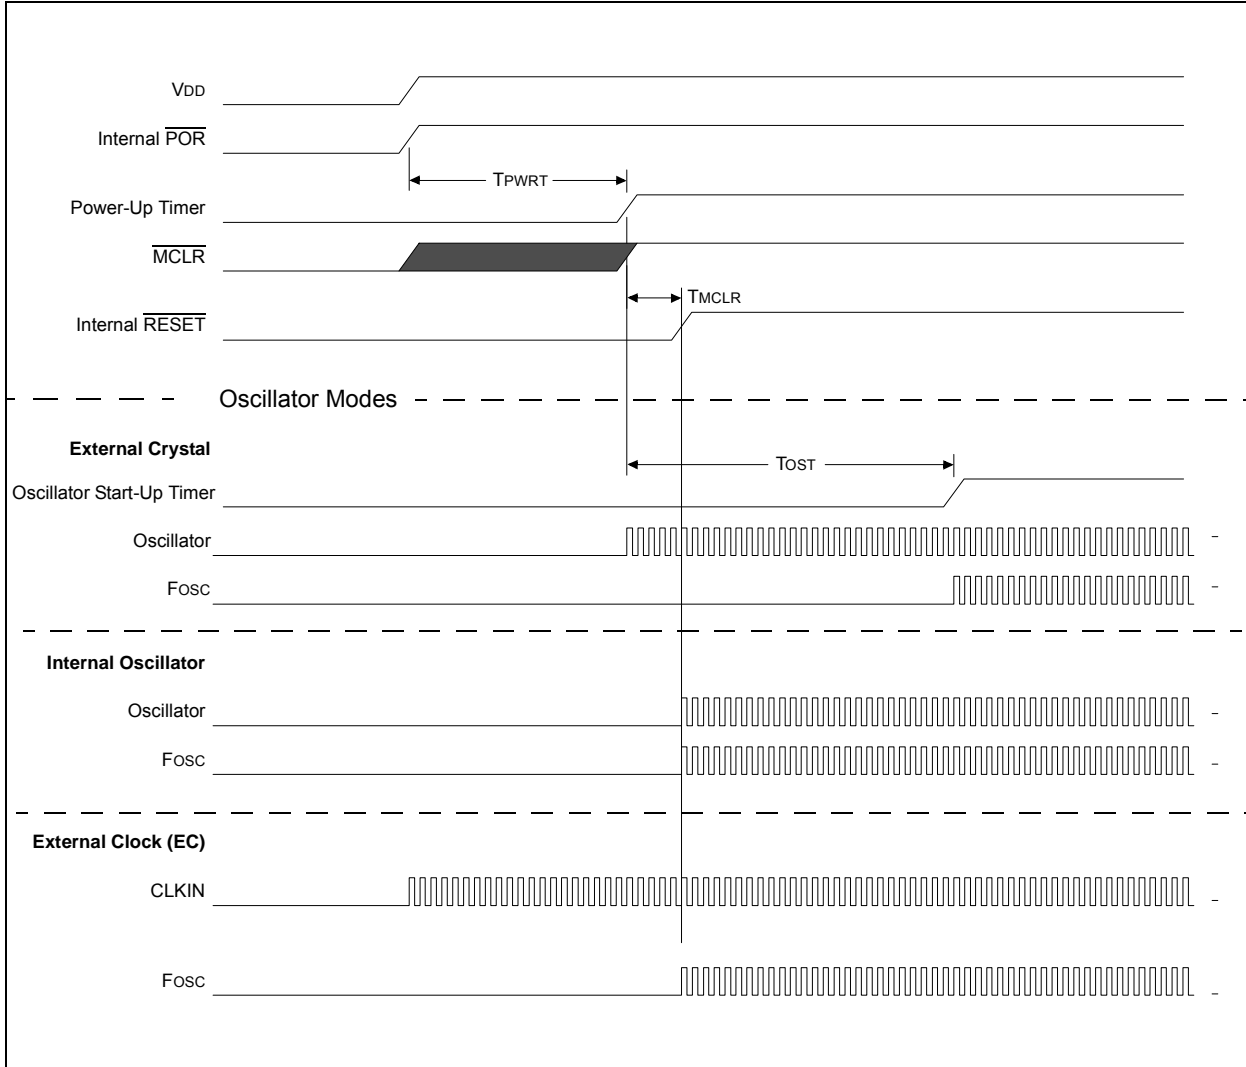 VDD
Internal POR
TPWRT
Power-Up Timer
MCLR
TMCLR
Internal RESET
Oscillator Modes
External Crystal
TOST
Oscillator Start-Up Timer
Oscillator
FOSC
Internal Oscillator
Oscillator
FOSC
External Clock (EC)
CLKIN
FOSC